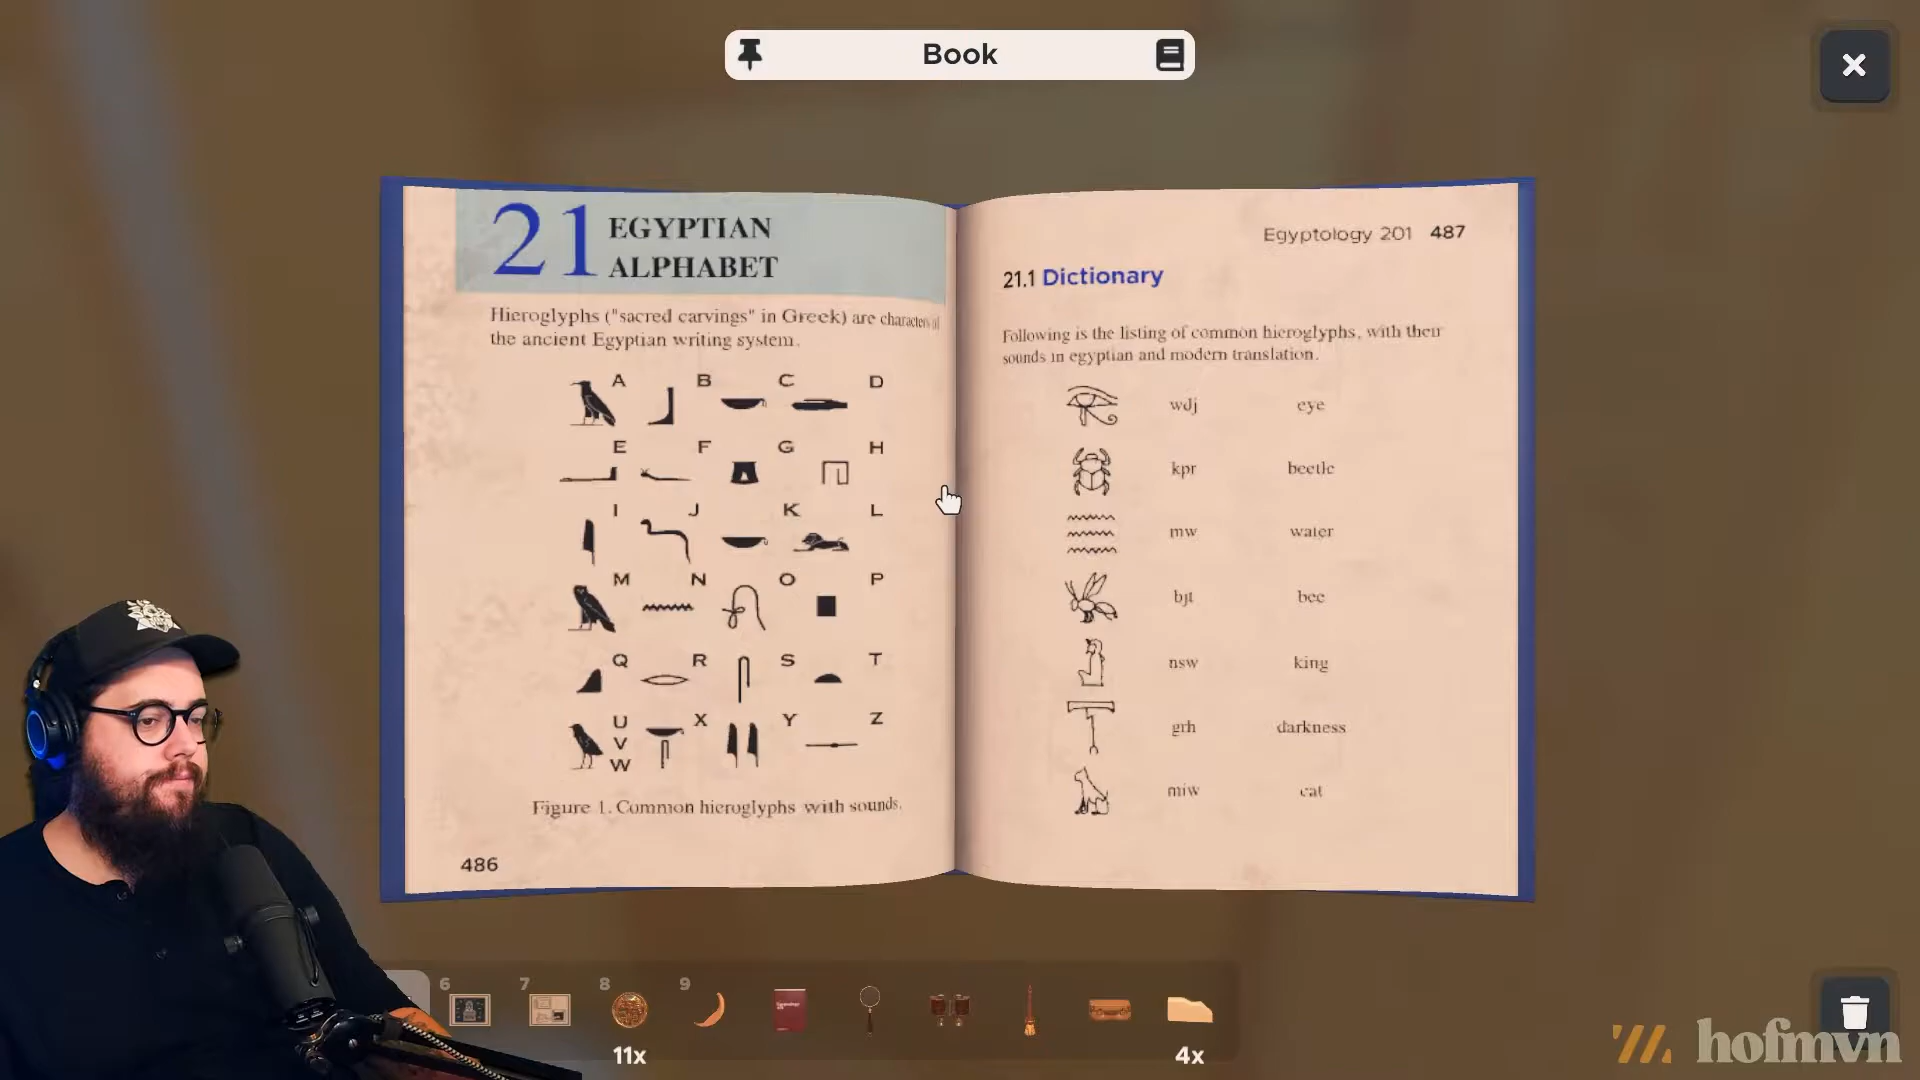 Book
21 EGYPTIAN
ALPHABET
Hieroglyphs ("sacred carvings" in Greek) are characters of
the ancient Egyptian writing system.
A B C D
E F G H
I J K L
M N O P
Q R S T
U X Y Z
V
W
Figure 1. Common hieroglyphs with sounds.
486
Egyptology 201 487
21.1 Dictionary
Following is the listing of common hieroglyphs, with their
sounds in egyptian and modern translation.
wdj eye
kpr beetle
mw water
bjt bee
nsw king
grh darkness
miw cat
6 7 8 9
11x 4x
hofmvn